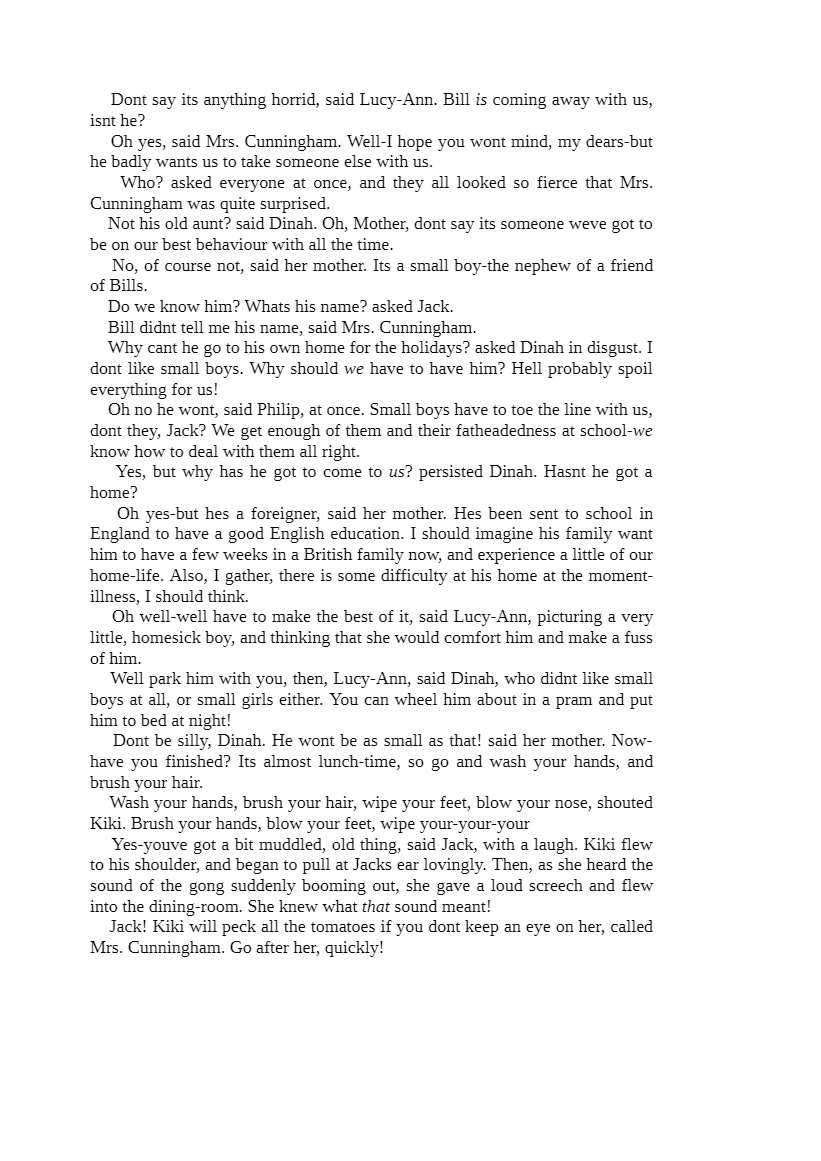 Dont say its anything horrid, said Lucy-Ann. Bill is coming away with us,
isnt he?
Oh yes, said Mrs. Cunningham. Well-I hope you wont mind, my dears-but
he badly wants us to take someone else with us.
Who? asked everyone at once, and they all looked so fierce that Mrs.
Cunningham was quite surprised.
Not his old aunt? said Dinah. Oh, Mother, dont say its someone weve got to
be on our best behaviour with all the time.
No, of course not, said her mother. Its a small boy-the nephew of a friend
of Bills.
Do we know him? Whats his name? asked Jack.
Bill didnt tell me his name, said Mrs. Cunningham.
Why cant he go to his own home for the holidays? asked Dinah in disgust. I
dont like small boys. Why should we have to have him? Hell probably spoil
everything for us!
Oh no he wont, said Philip, at once. Small boys have to toe the line with us,
dont they, Jack? We get enough of them and their fatheadedness at school-we
know how to deal with them all right.
Yes, but why has he got to come to us? persisted Dinah. Hasnt he got a
home?
Oh yes-but hes a foreigner, said her mother. Hes been sent to school in
England to have a good English education. I should imagine his family want
him to have a few weeks in a British family now, and experience a little of our
home-life. Also, I gather, there is some difficulty at his home at the moment-
illness, I should think.
Oh well-well have to make the best of it, said Lucy-Ann, picturing a very
little, homesick boy, and thinking that she would comfort him and make a fuss
of him.
Well park him with you, then, Lucy-Ann, said Dinah, who didnt like small
boys at all, or small girls either. You can wheel him about in a pram and put
him to bed at night!
Dont be silly, Dinah. He wont be as small as that! said her mother. Now-
have you finished? Its almost lunch-time, so go and wash your hands, and
brush your hair.
Wash your hands, brush your hair, wipe your feet, blow your nose, shouted
Kiki. Brush your hands, blow your feet, wipe your-your-your
Yes-youve got a bit muddled, old thing, said Jack, with a laugh. Kiki flew
to his shoulder, and began to pull at Jacks ear lovingly. Then, as she heard the
sound of the gong suddenly booming out, she gave a loud screech and flew
into the dining-room. She knew what that sound meant!
Jack! Kiki will peck all the tomatoes if you dont keep an eye on her, called
Mrs. Cunningham. Go after her, quickly!